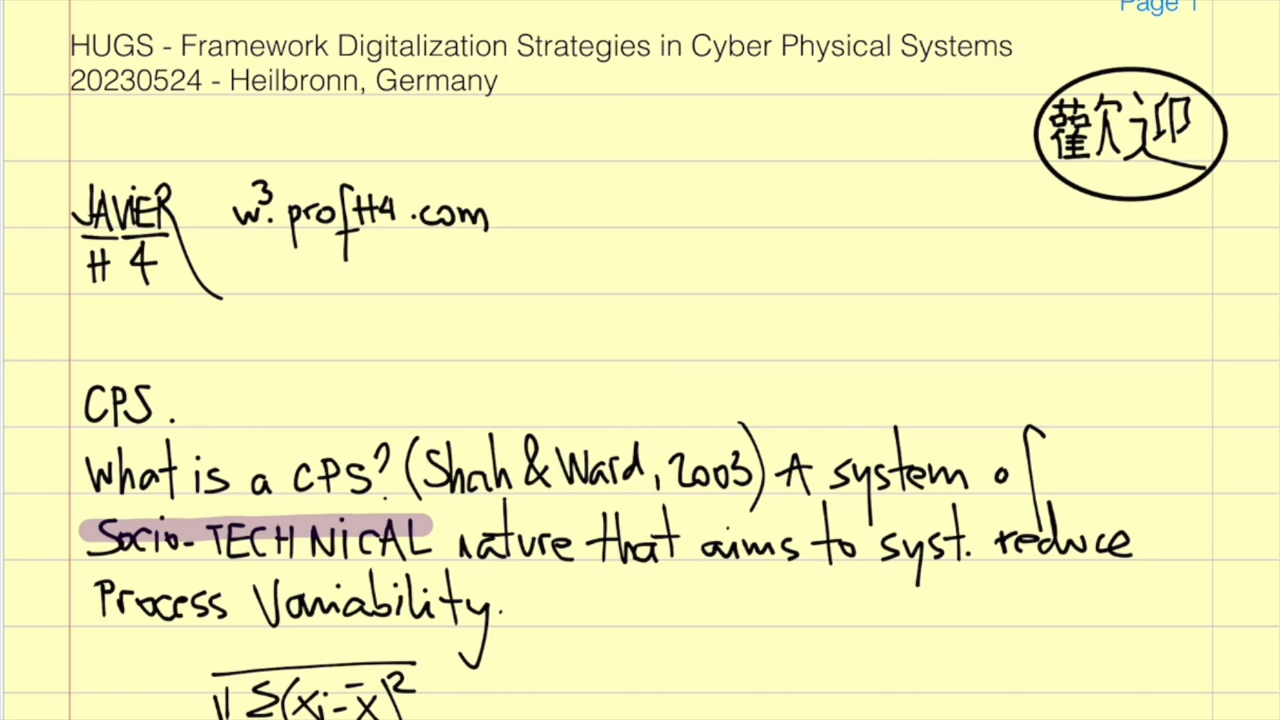 Page 1
HUGS - Framework Digitalization Strategies in Cyber Physical Systems
20230524 - Heilbronn, Germany
歡迎
JAVIER w³. profH4.com
H4
CPS.
What is a CPS? (Shah & Ward, 2003) A system of
Socio-TECHNICAL nature that aims to syst. reduce
Process Variability.
√Σ(xᵢ-x̄)²